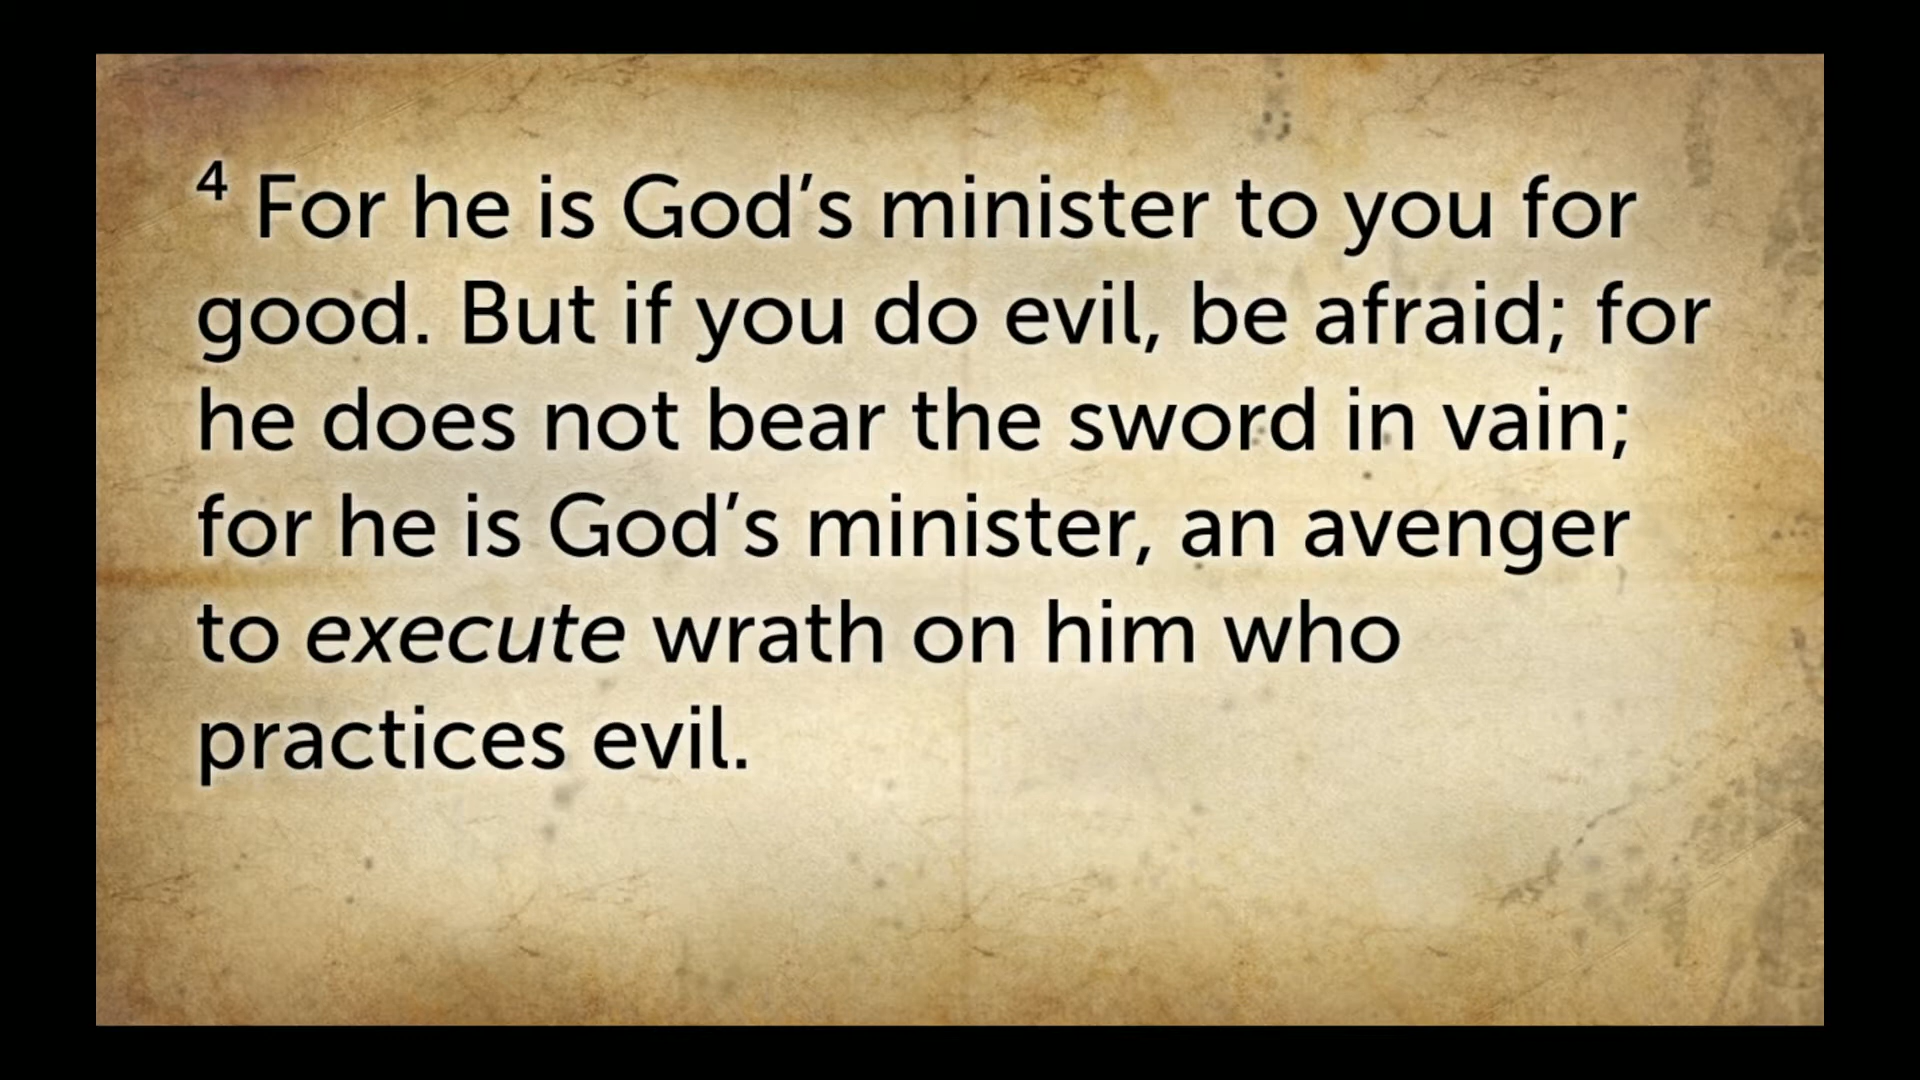 4 For he is God’s minister to you for
good. But if you do evil, be afraid; for
he does not bear the sword in vain;
for he is God’s minister, an avenger
to execute wrath on him who
practices evil.